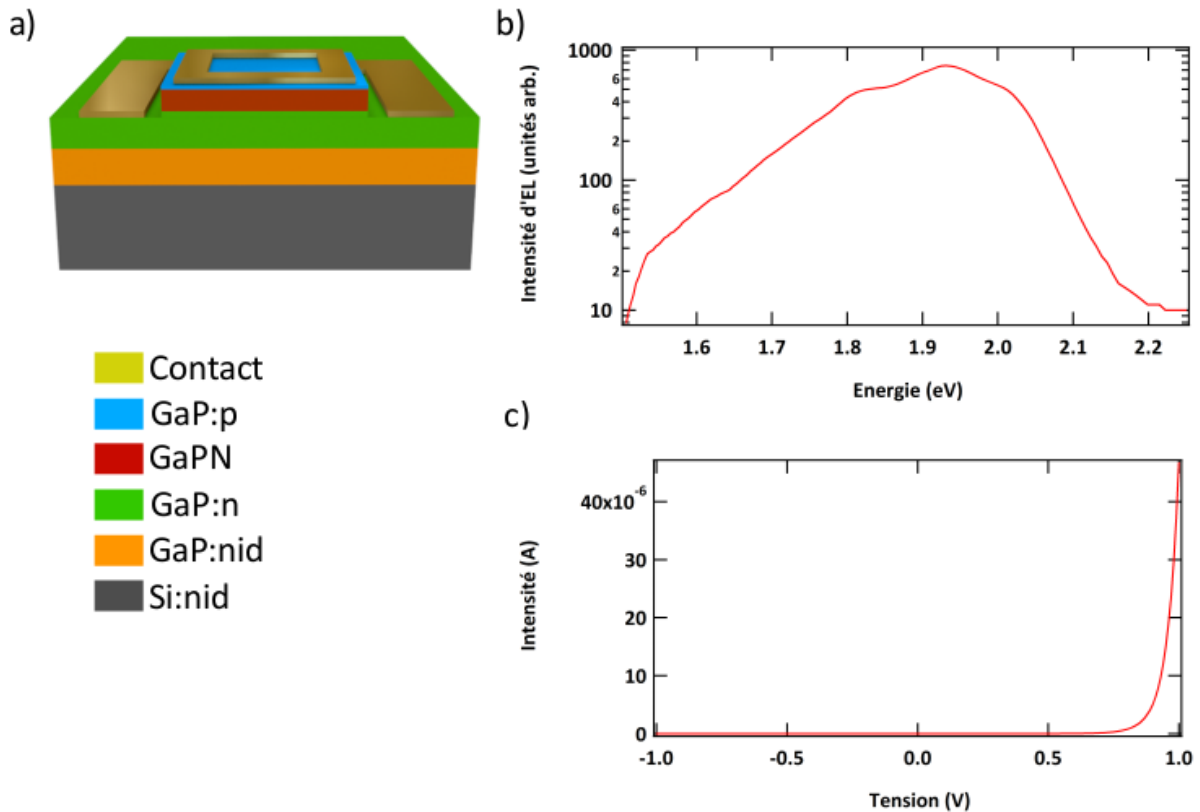 a)
Contact
GaP:p
GaPN
GaP:n
GaP:nid
Si:nid
b)
1000
6
4
2
100
6
4
2
10
1.6 1.7 1.8 1.9 2.0 2.1 2.2
Intensité d'EL (unités arb.)
Energie (eV)
c)
40x10-6
30
20
10
0
-1.0 -0.5 0.0 0.5 1.0
Intensité (A)
Tension (V)